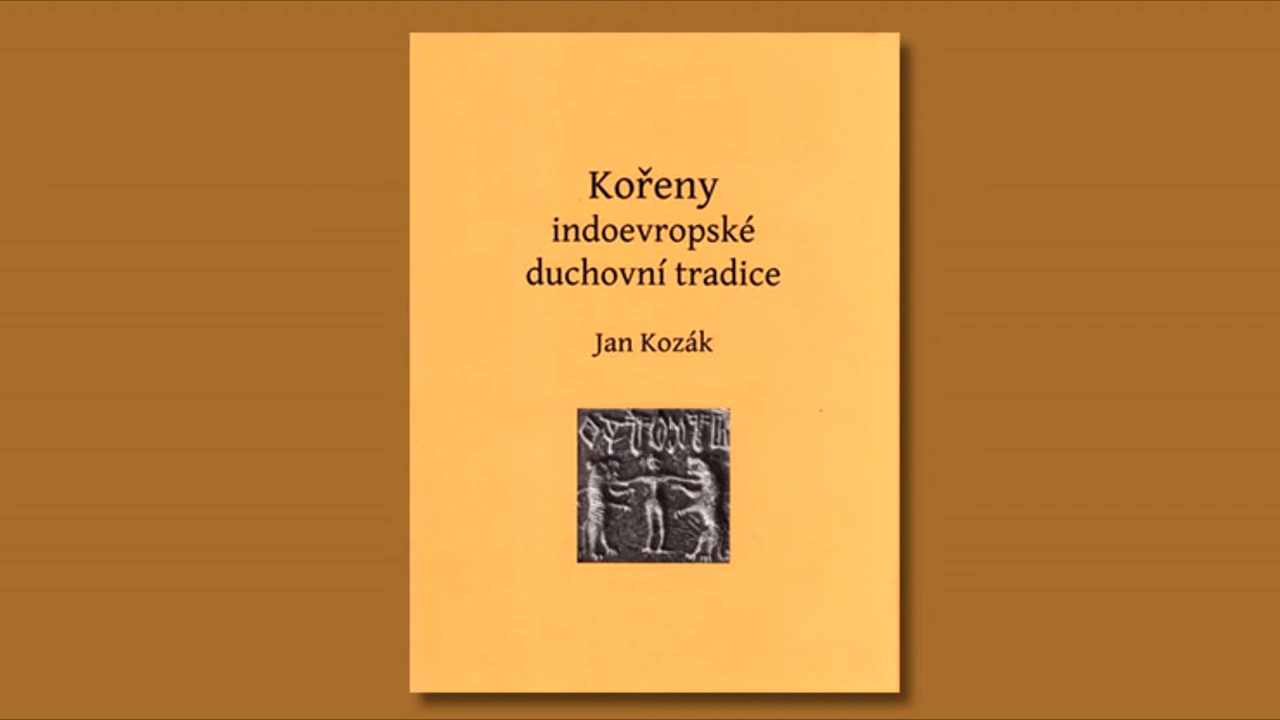 Kořeny
indoevropské
duchovní tradice
Jan Kozák